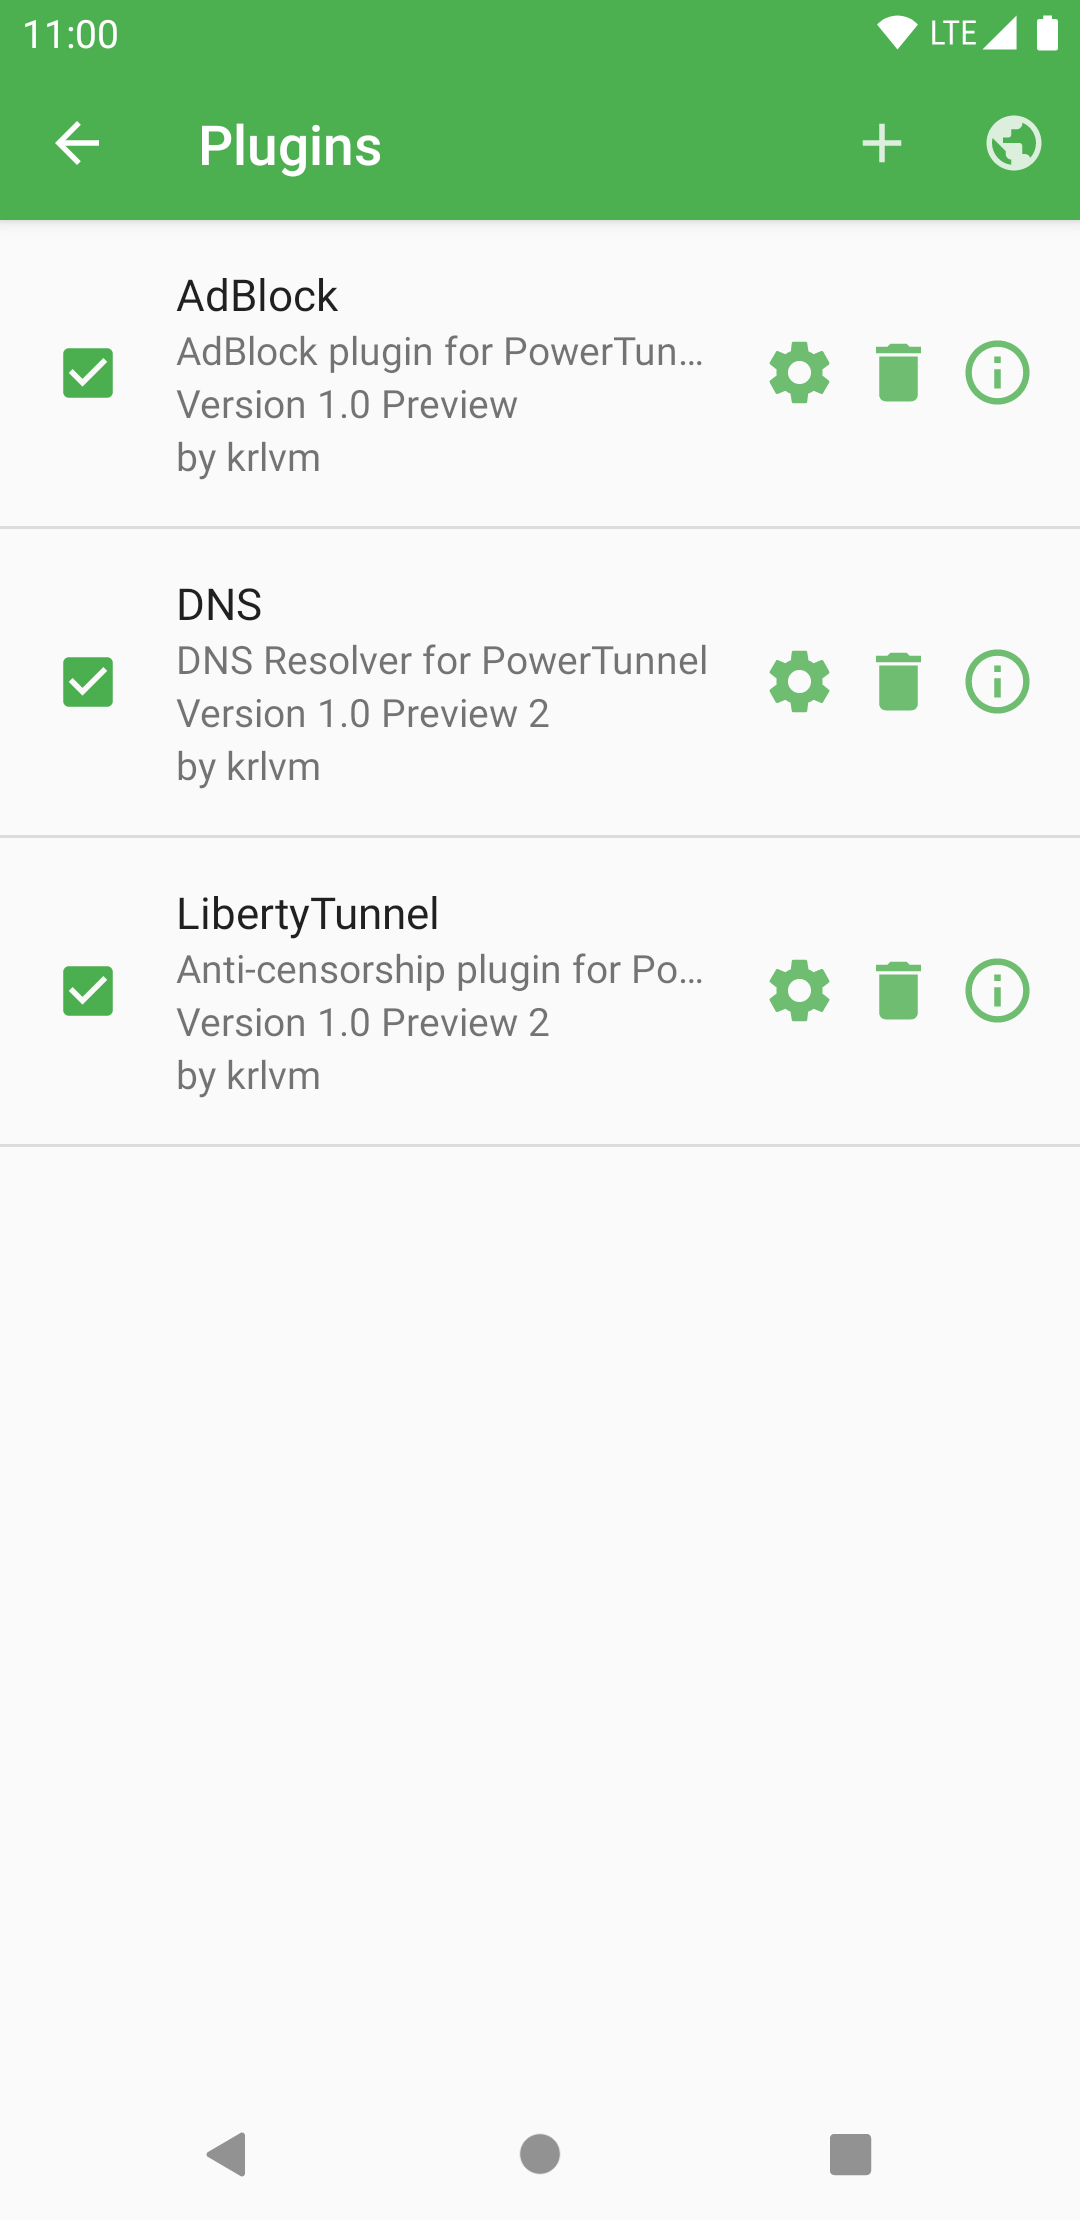 11:00
LTE
Plugins
AdBlock
AdBlock plugin for PowerTun...
Version 1.0 Preview
by krlvm
DNS
DNS Resolver for PowerTunnel
Version 1.0 Preview 2
by krlvm
LibertyTunnel
Anti-censorship plugin for Po...
Version 1.0 Preview 2
by krlvm